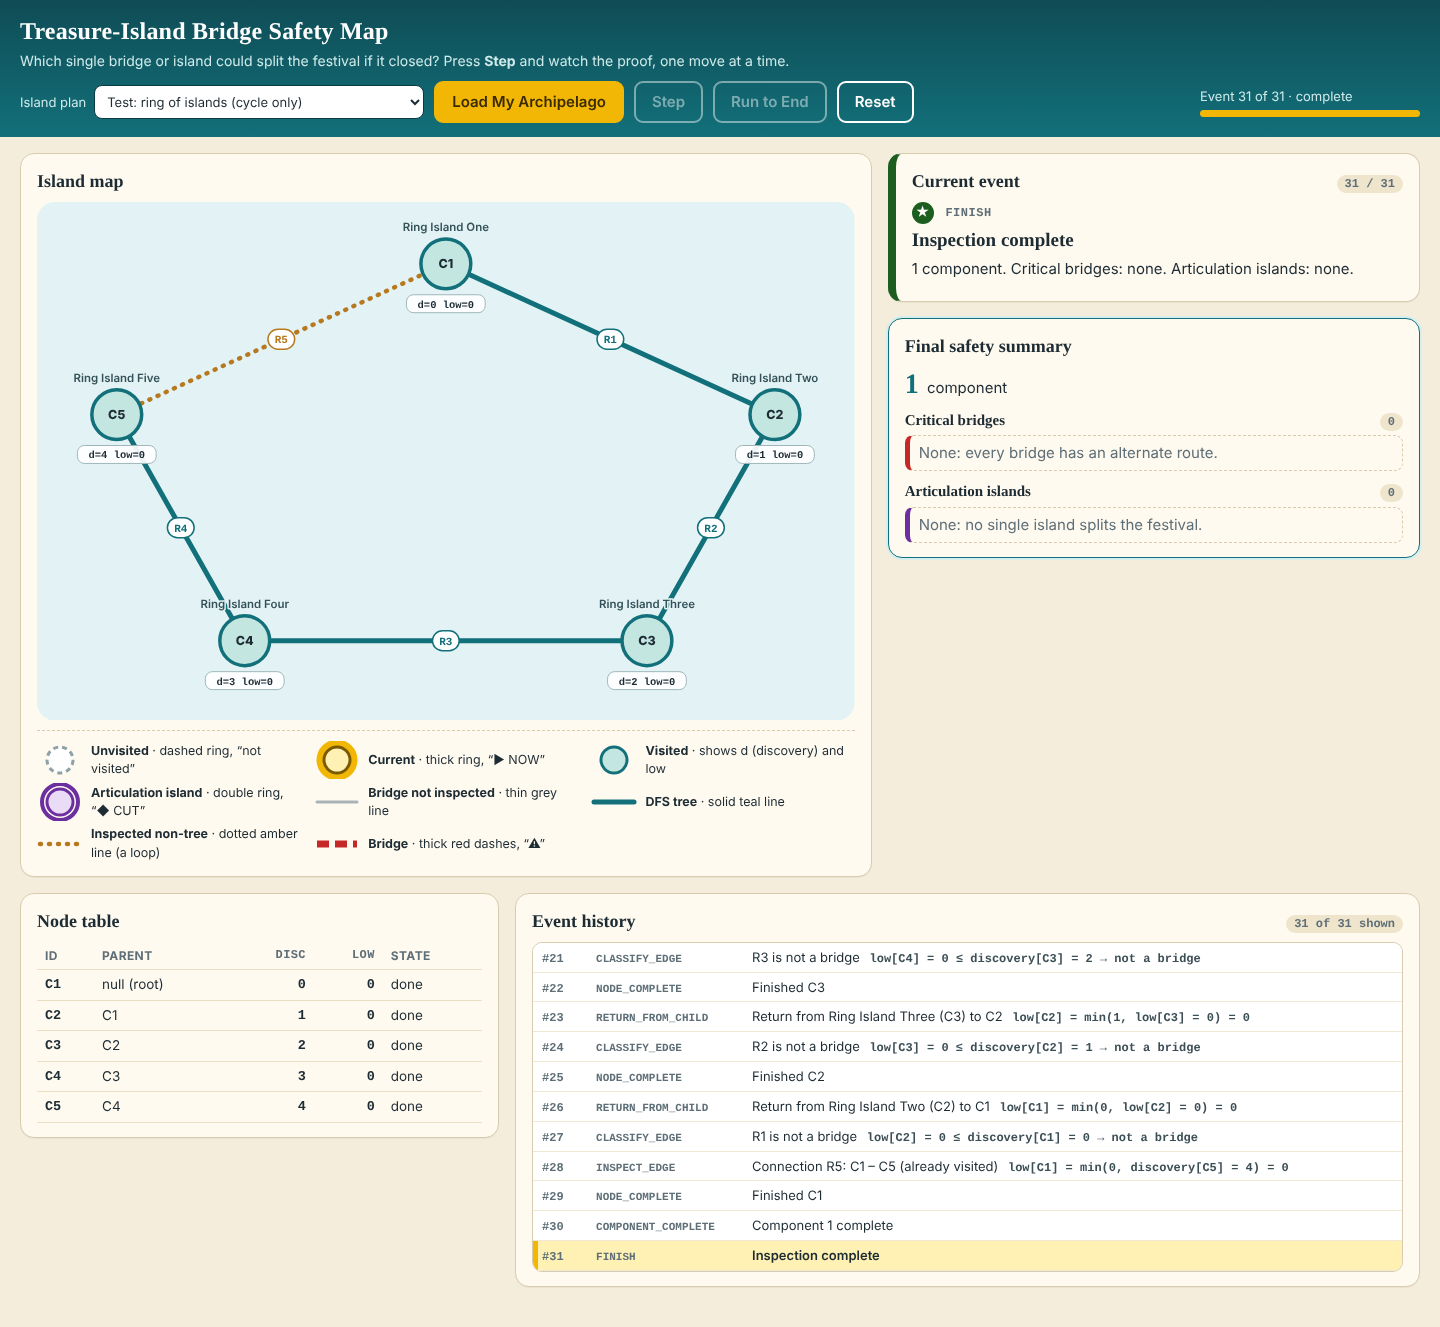 Treasure-Island Bridge Safety Map
Which single bridge or island could split the festival if it closed? Press Step and watch the proof, one move at a time.
Island plan
Test: ring of islands (cycle only)
Load My Archipelago
Step
Run to End
Reset
Event 31 of 31 · complete
Island map
Ring Island One
C1
d=0 low=0
R5
R1
Ring Island Five
C5
d=4 low=0
Ring Island Two
C2
d=1 low=0
R4
R2
Ring Island Four
C4
d=3 low=0
R3
Ring Island Three
C3
d=2 low=0
Unvisited · dashed ring, “not
visited”
Current · thick ring, “▶ NOW”
Visited · shows d (discovery) and
low
Articulation island · double ring,
“◆ CUT”
Bridge not inspected · thin grey
line
DFS tree · solid teal line
Inspected non-tree · dotted amber
line (a loop)
Bridge · thick red dashes, “⚠”
Current event
31 / 31
★ FINISH
Inspection complete
1 component. Critical bridges: none. Articulation islands: none.
Final safety summary
1 component
Critical bridges
0
None: every bridge has an alternate route.
Articulation islands
0
None: no single island splits the festival.
Node table
ID PARENT DISC LOW STATE
C1 null (root) 0 0 done
C2 C1 1 0 done
C3 C2 2 0 done
C4 C3 3 0 done
C5 C4 4 0 done
Event history
31 of 31 shown
#21 CLASSIFY_EDGE R3 is not a bridge low[C4] = 0 ≤ discovery[C3] = 2 → not a bridge
#22 NODE_COMPLETE Finished C3
#23 RETURN_FROM_CHILD Return from Ring Island Three (C3) to C2 low[C2] = min(1, low[C3] = 0) = 0
#24 CLASSIFY_EDGE R2 is not a bridge low[C3] = 0 ≤ discovery[C2] = 1 → not a bridge
#25 NODE_COMPLETE Finished C2
#26 RETURN_FROM_CHILD Return from Ring Island Two (C2) to C1 low[C1] = min(0, low[C2] = 0) = 0
#27 CLASSIFY_EDGE R1 is not a bridge low[C2] = 0 ≤ discovery[C1] = 0 → not a bridge
#28 INSPECT_EDGE Connection R5: C1 – C5 (already visited) low[C1] = min(0, discovery[C5] = 4) = 0
#29 NODE_COMPLETE Finished C1
#30 COMPONENT_COMPLETE Component 1 complete
#31 FINISH Inspection complete